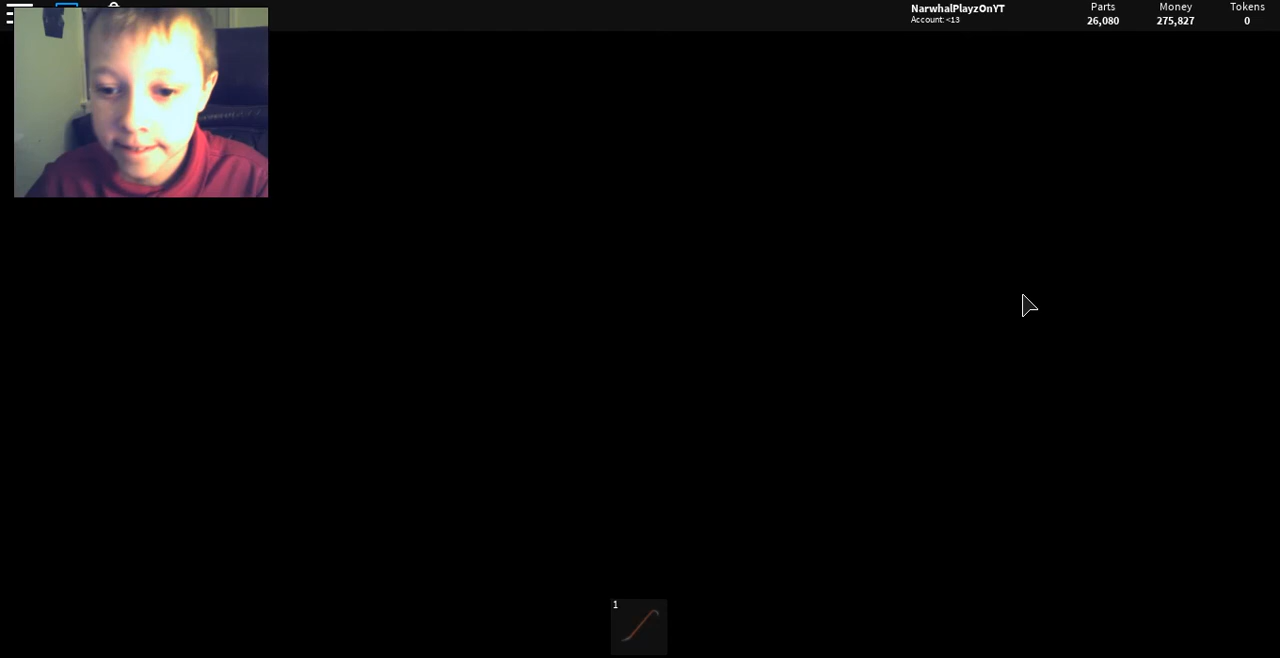 NarwhalPlayzOnYT
Account: <13
Parts
26,080
Money
275,827
Tokens
0
1